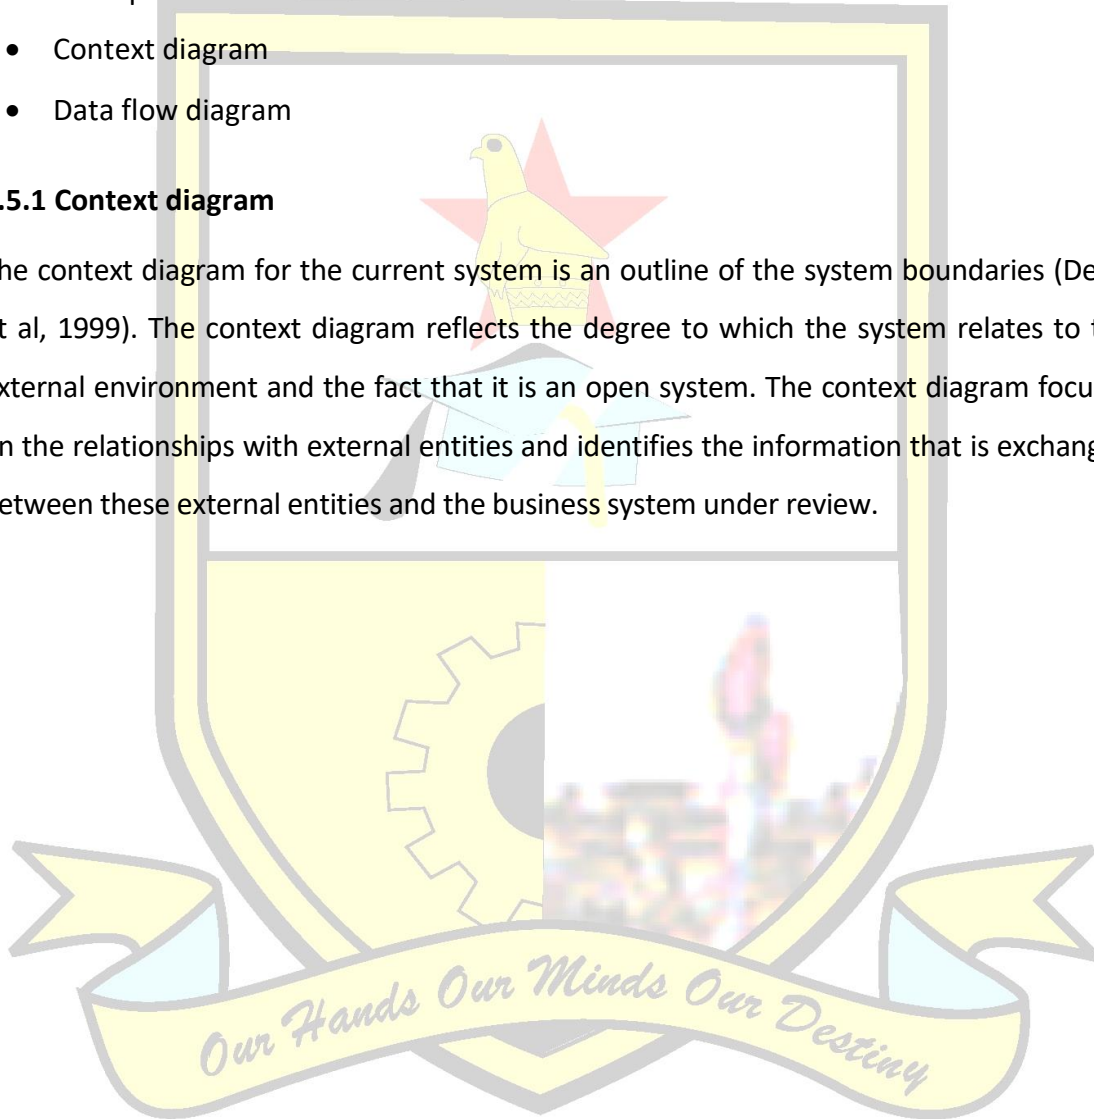 • Context diagram
• Data flow diagram
.5.1 Context diagram
he context diagram for the current system is an outline of the system boundaries (De
t al, 1999). The context diagram reflects the degree to which the system relates to t
xternal environment and the fact that it is an open system. The context diagram focu
n the relationships with external entities and identifies the information that is exchang
etween these external entities and the business system under review.
Our Hands Our Minds Our Destiny